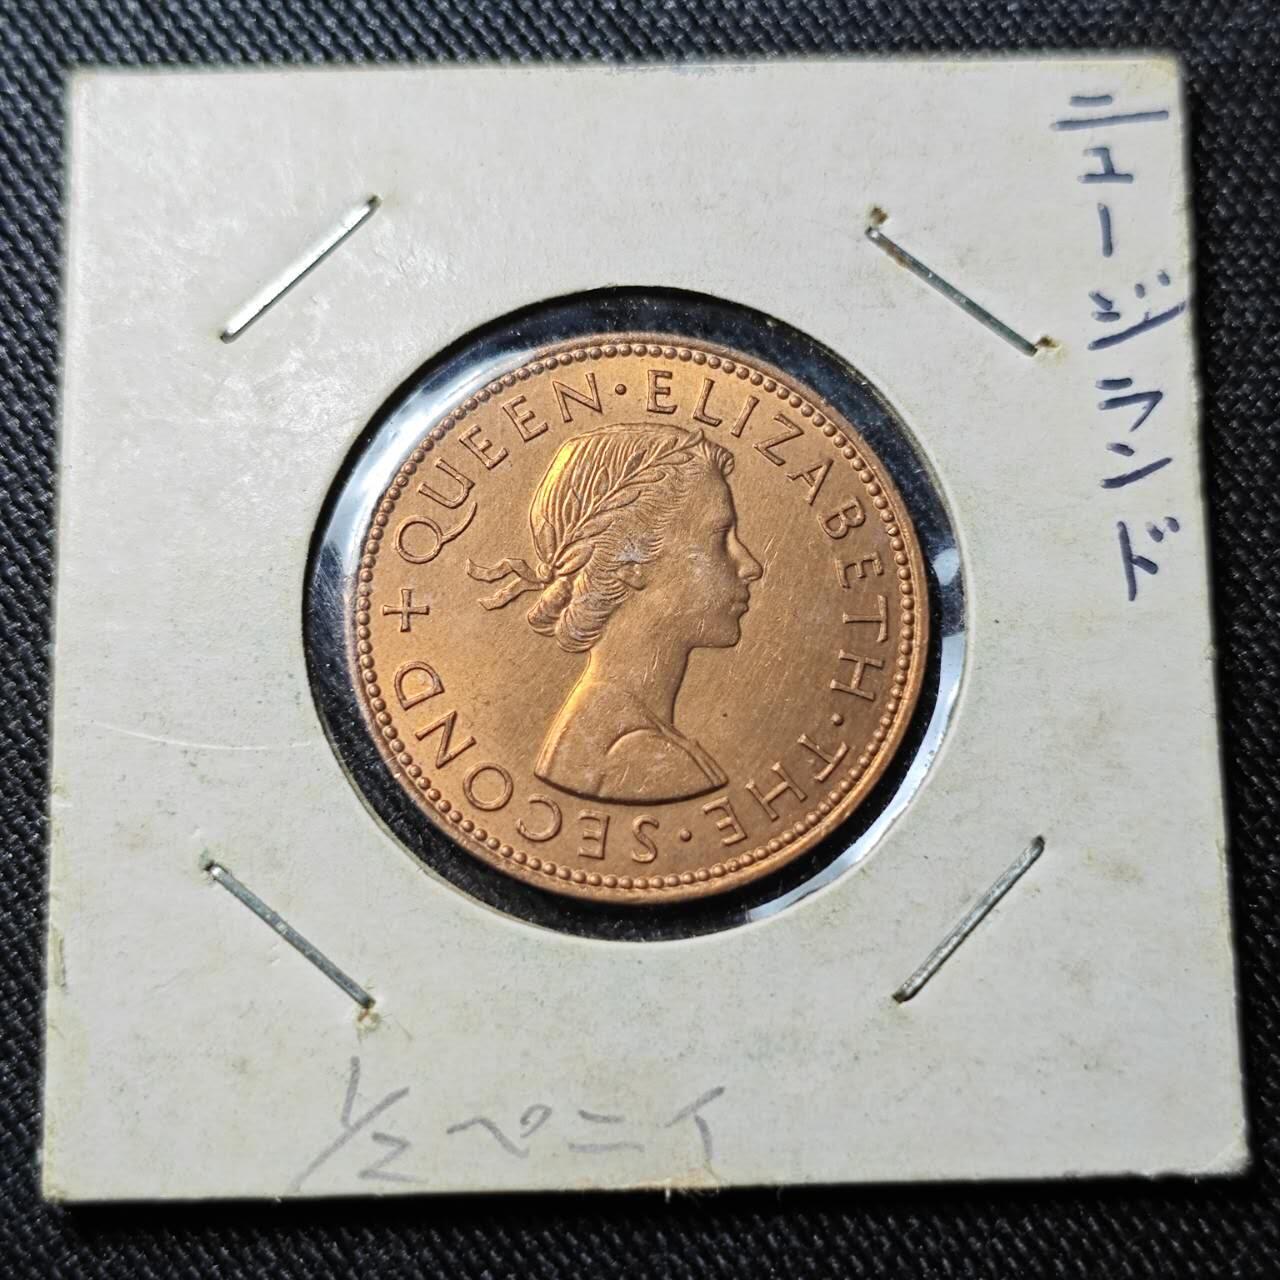 ニュージランド
+ QUEEN · ELIZABETH · THE · SECOND
1/2 ペニイ